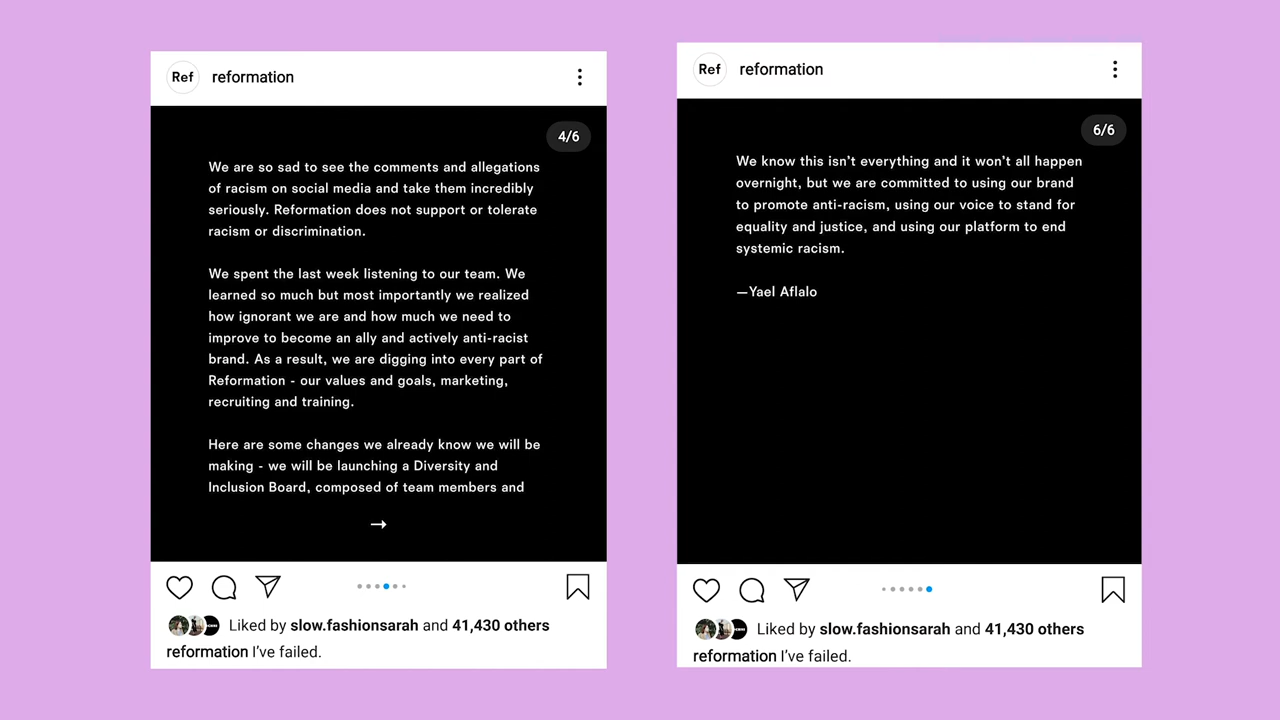 Ref reformation
4/6
We are so sad to see the comments and allegations
of racism on social media and take them incredibly
seriously. Reformation does not support or tolerate
racism or discrimination.
We spent the last week listening to our team. We
learned so much but most importantly we realized
how ignorant we are and how much we need to
improve to become an ally and actively anti-racist
brand. As a result, we are digging into every part of
Reformation - our values and goals, marketing,
recruiting and training.
Here are some changes we already know we will be
making - we will be launching a Diversity and
Inclusion Board, composed of team members and
→
Liked by slow.fashionsarah and 41,430 others
reformation I've failed.
Ref reformation
6/6
We know this isn't everything and it won't all happen
overnight, but we are committed to using our brand
to promote anti-racism, using our voice to stand for
equality and justice, and using our platform to end
systemic racism.
—Yael Aflalo
Liked by slow.fashionsarah and 41,430 others
reformation I've failed.